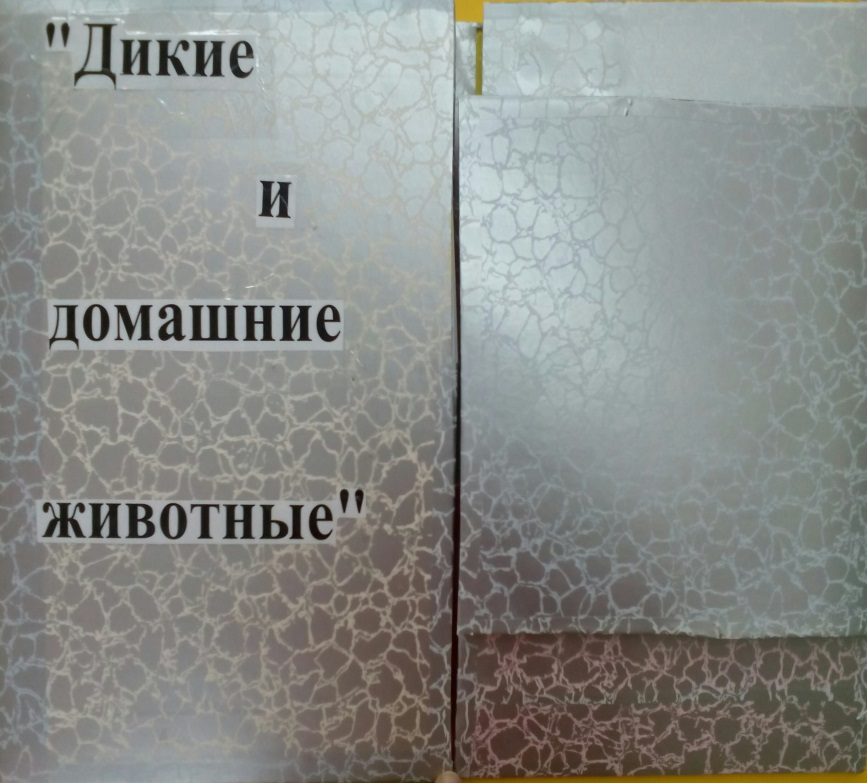 "Дикие
и
домашние
животные"